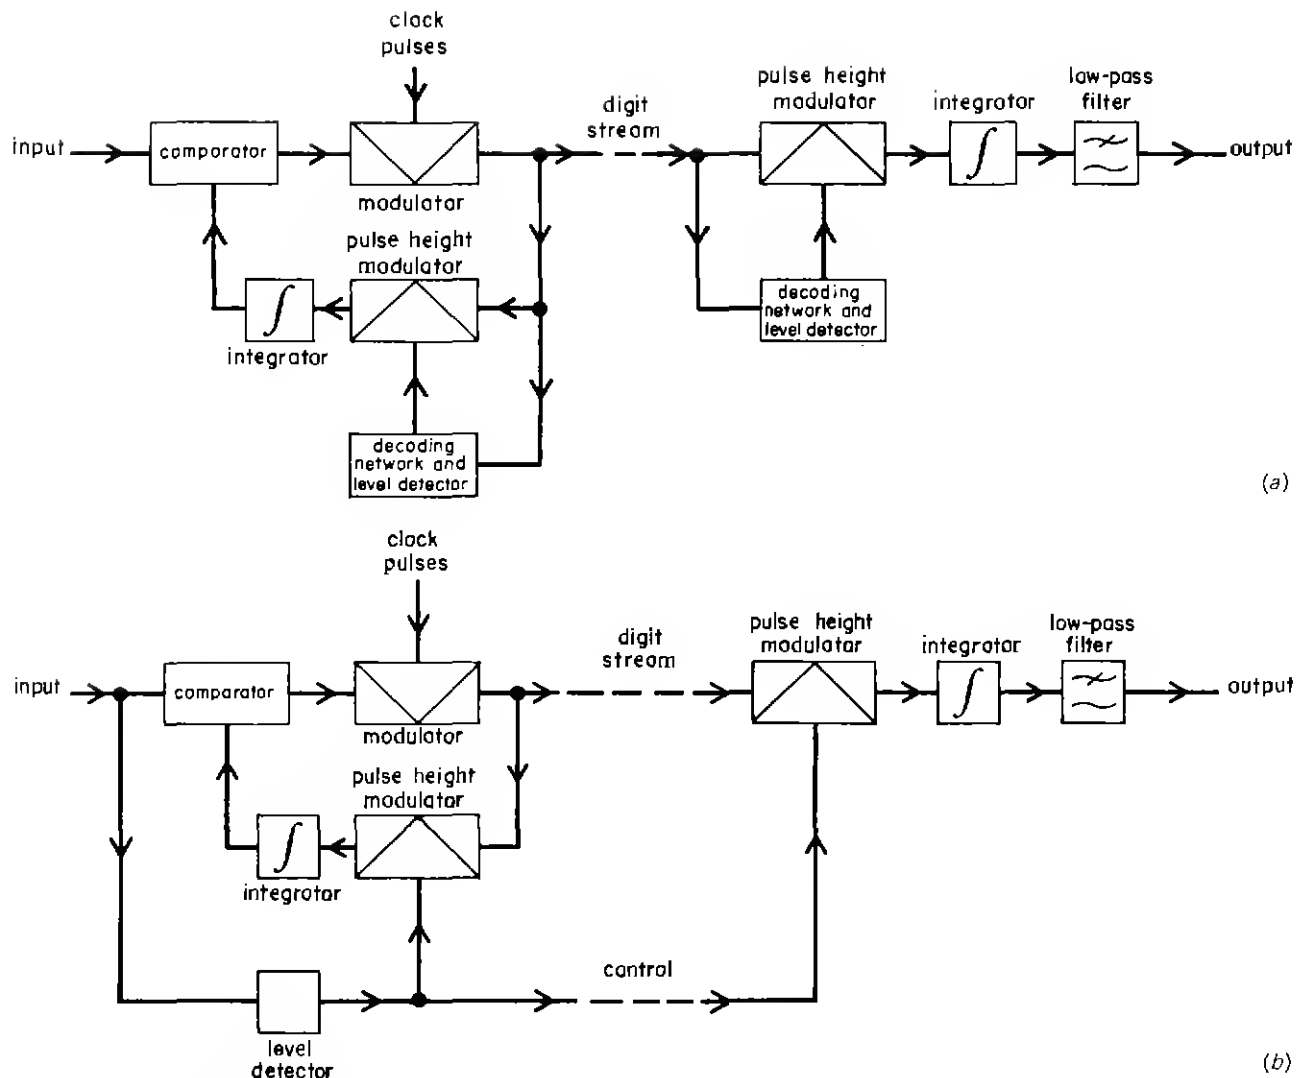 clock
pulses
input
comparator
modulator
digit
stream
pulse height
modulator
integrator
low-pass
filter
output
pulse height
modulator
integrator
decoding
network and
level detector
decoding
network and
level detector
(a)
clock
pulses
input
comparator
modulator
digit
stream
pulse height
modulator
integrator
low-pass
filter
output
pulse height
modulator
integrator
control
level
detector
(b)